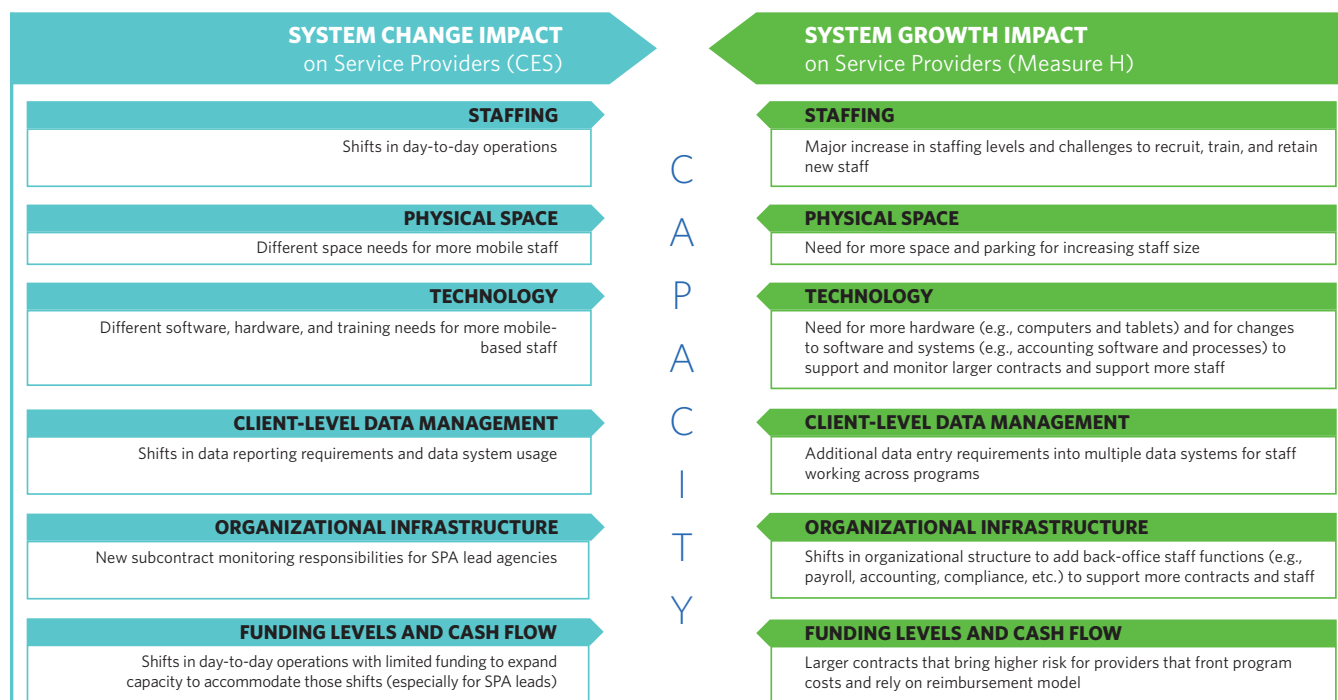 SYSTEM CHANGE IMPACT
on Service Providers (CES)
STAFFING
Shifts in day-to-day operations
PHYSICAL SPACE
Different space needs for more mobile staff
TECHNOLOGY
Different software, hardware, and training needs for more mobile-
based staff
CLIENT-LEVEL DATA MANAGEMENT
Shifts in data reporting requirements and data system usage
ORGANIZATIONAL INFRASTRUCTURE
New subcontract monitoring responsibilities for SPA lead agencies
FUNDING LEVELS AND CASH FLOW
Shifts in day-to-day operations with limited funding to expand
capacity to accommodate those shifts (especially for SPA leads)
C
A
P
A
C
I
T
Y
SYSTEM GROWTH IMPACT
on Service Providers (Measure H)
STAFFING
Major increase in staffing levels and challenges to recruit, train, and retain
new staff
PHYSICAL SPACE
Need for more space and parking for increasing staff size
TECHNOLOGY
Need for more hardware (e.g., computers and tablets) and for changes
to software and systems (e.g., accounting software and processes) to
support and monitor larger contracts and support more staff
CLIENT-LEVEL DATA MANAGEMENT
Additional data entry requirements into multiple data systems for staff
working across programs
ORGANIZATIONAL INFRASTRUCTURE
Shifts in organizational structure to add back-office staff functions (e.g.,
payroll, accounting, compliance, etc.) to support more contracts and staff
FUNDING LEVELS AND CASH FLOW
Larger contracts that bring higher risk for providers that front program
costs and rely on reimbursement model